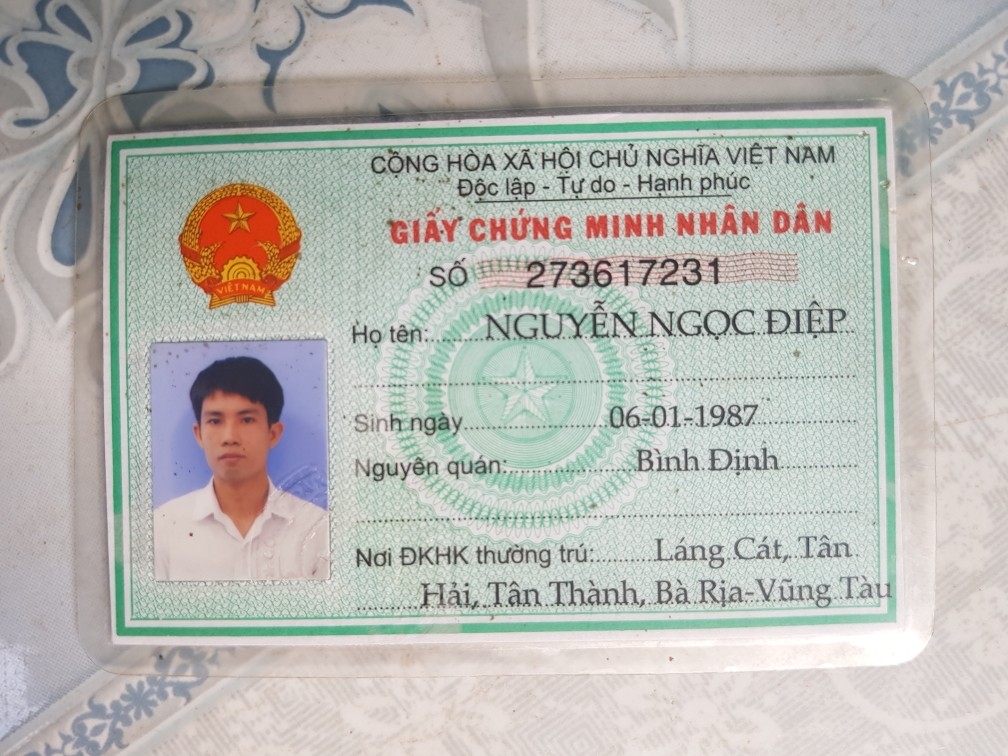 CỘNG HÒA XÃ HỘI CHỦ NGHĨA VIỆT NAM
Độc lập - Tự do - Hạnh phúc
GIẤY CHỨNG MINH NHÂN DÂN
SỐ 273617231
Họ tên: NGUYỄN NGỌC ĐIỆP
Sinh ngày 06-01-1987
Nguyên quán: Bình Định
Nơi ĐKHK thường trú: Láng Cát, Tân
Hải, Tân Thành, Bà Rịa-Vũng Tàu
VIỆT NAM